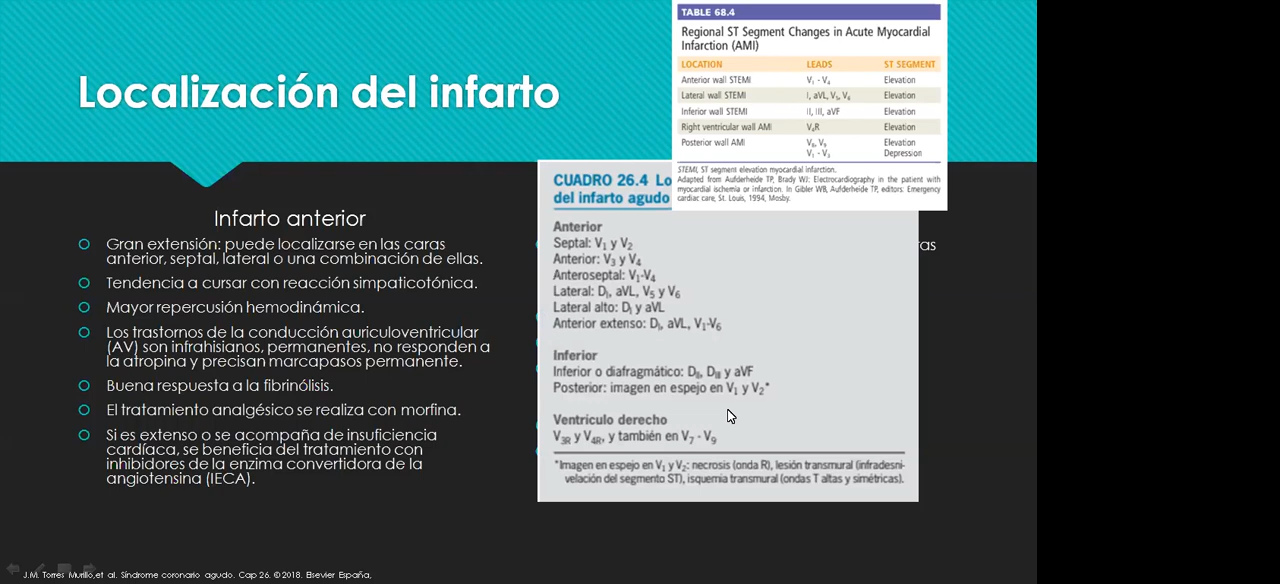 Localización del infarto
Infarto anterior
Gran extensión: puede localizarse en las caras
anterior, septal, lateral o una combinación de ellas.
Tendencia a cursar con reacción simpaticotónica.
Mayor repercusión hemodinámica.
Los trastornos de la conducción auriculoventricular
(AV) son infrahisianos, permanentes, no responden a
la atropina y precisan marcapasos permanente.
Buena respuesta a la fibrinólisis.
El tratamiento analgésico se realiza con morfina.
Si es extenso o se acompaña de insuficiencia
cardíaca, se beneficia del tratamiento con
inhibidores de la enzima convertidora de la
angiotensina (IECA).
TABLE 68.4
Regional ST Segment Changes in Acute Myocardial
Infarction (AMI)
LOCATION LEADS ST SEGMENT
Anterior wall STEMI V₁ - V₄ Elevation
Lateral wall STEMI I, aVL, V₅, V₆ Elevation
Inferior wall STEMI II, III, aVF Elevation
Right ventricular wall AMI V₄R Elevation
Posterior wall AMI V₈, V₉ Elevation
V₁ - V₃ Depression
STEMI, ST segment elevation myocardial infarction.
Adapted from Aufderheide TP, Brady WJ: Electrocardiography in the patient with
myocardial ischemia or infarction. In Gibler WB, Aufderheide TP, editors: Emergency
cardiac care, St. Louis, 1994, Mosby.
CUADRO 26.4 Lo
del infarto agudo
Anterior
Septal: V₁ y V₂
Anterior: V₃ y V₄
Anteroseptal: V₁-V₄
Lateral: Dᵢ, aVL, V₅ y V₆
Lateral alto: Dᵢ y aVL
Anterior extenso: Dᵢ, aVL, V₁-V₆
Inferior
Inferior o diafragmático: Dᵢᵢ, Dᵢᵢᵢ y aVF
Posterior: imagen en espejo en V₁ y V₂*
Ventrículo derecho
V₃R y V₄R, y también en V₇ - V₉
*Imagen en espejo en V₁ y V₂: necrosis (onda R), lesión transmural (infradesni-
velación del segmento ST), isquemia transmural (ondas T altas y simétricas).
J.M. Torres Murillo,et al. Síndrome coronario agudo. Cap 26. ©2018. Elsevier España,